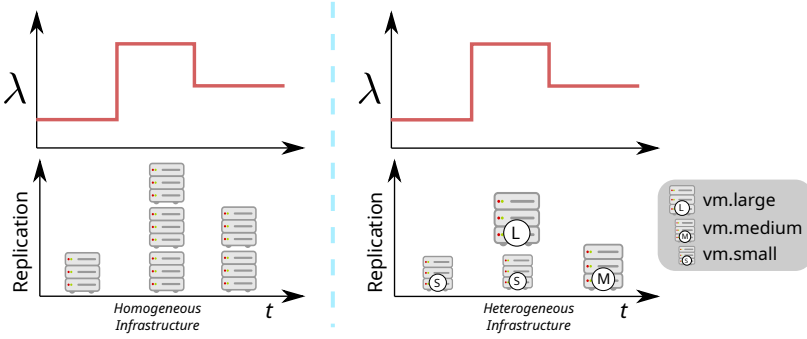 λ
λ
Replication
Homogeneous
Infrastructure
t
Replication
L
S
S
M
Heterogeneous
Infrastructure
t
L
vm.large
M
vm.medium
S
vm.small